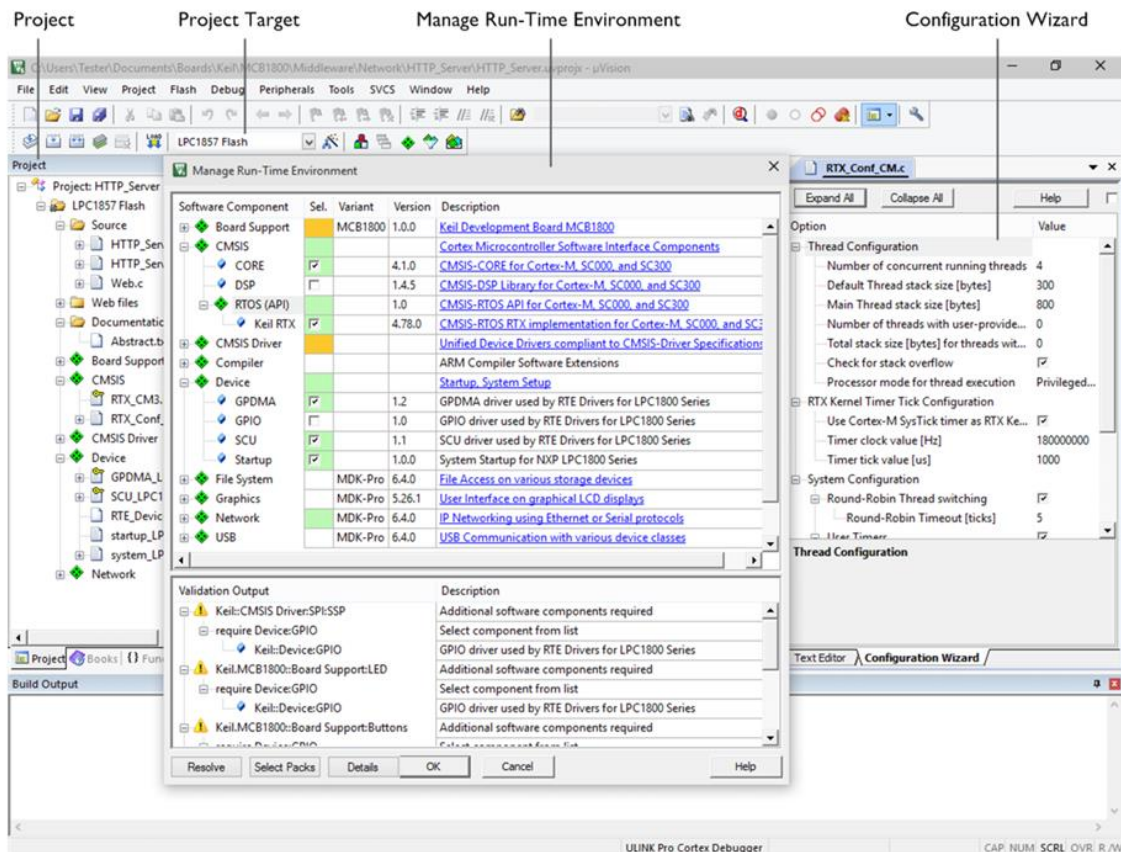 Project Project Target Manage Run-Time Environment Configuration Wizard
C:\Users\Tester\Documents\Boards\Keil\MCB1800\Middleware\Network\HTTP_Server\HTTP_Server.uvprojx - µVision
File Edit View Project Flash Debug Peripherals Tools SVCS Window Help
LOAD LPC1857 Flash
Project
Project: HTTP_Server
LPC1857 Flash
Source
HTTP_Sen
HTTP_Sen
Web.c
Web files
Documentatic
Abstract.t
Board Support
CMSIS
RTX_CM3.
RTX_Conf_
CMSIS Driver
Device
GPDMA_L
SCU_LPC1
RTE_Devic
startup_LP
system_LP
Network
Project Books {} Fun
Manage Run-Time Environment
Software Component Sel. Variant Version Description
Board Support MCB1800 1.0.0 Keil Development Board MCB1800
CMSIS Cortex Microcontroller Software Interface Components
CORE 4.1.0 CMSIS-CORE for Cortex-M, SC000, and SC300
DSP 1.4.5 CMSIS-DSP Library for Cortex-M, SC000, and SC300
RTOS (API) 1.0 CMSIS-RTOS API for Cortex-M, SC000, and SC300
Keil RTX 4.78.0 CMSIS-RTOS RTX implementation for Cortex-M, SC000, and SC3
CMSIS Driver Unified Device Drivers compliant to CMSIS-Driver Specifications
Compiler ARM Compiler Software Extensions
Device Startup, System Setup
GPDMA 1.2 GPDMA driver used by RTE Drivers for LPC1800 Series
GPIO 1.0 GPIO driver used by RTE Drivers for LPC1800 Series
SCU 1.1 SCU driver used by RTE Drivers for LPC1800 Series
Startup 1.0.0 System Startup for NXP LPC1800 Series
File System MDK-Pro 6.4.0 File Access on various storage devices
Graphics MDK-Pro 5.26.1 User Interface on graphical LCD displays
Network MDK-Pro 6.4.0 IP Networking using Ethernet or Serial protocols
USB MDK-Pro 6.4.0 USB Communication with various device classes
Validation Output Description
Keil::CMSIS Driver:SPI:SSP Additional software components required
require Device:GPIO Select component from list
Keil::Device:GPIO GPIO driver used by RTE Drivers for LPC1800 Series
Keil.MCB1800::Board Support:LED Additional software components required
require Device:GPIO Select component from list
Keil::Device:GPIO GPIO driver used by RTE Drivers for LPC1800 Series
Keil.MCB1800::Board Support:Buttons Additional software components required
Resolve Select Packs Details OK Cancel Help
RTX_Conf_CM.c
Expand All Collapse All Help
Option Value
Thread Configuration
Number of concurrent running threads 4
Default Thread stack size [bytes] 300
Main Thread stack size [bytes] 800
Number of threads with user-provide... 0
Total stack size [bytes] for threads wit... 0
Check for stack overflow
Processor mode for thread execution Privileged...
RTX Kernel Timer Tick Configuration
Use Cortex-M SysTick timer as RTX Ke...
Timer clock value [Hz] 180000000
Timer tick value [us] 1000
System Configuration
Round-Robin Thread switching
Round-Robin Timeout [ticks] 5
User Timers
Thread Configuration
Text Editor Configuration Wizard
Build Output
ULINK Pro Cortex Debugger CAP NUM SCRL OVR R/W